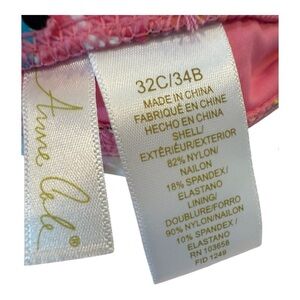 Anne Cole®
32C/34B
MADE IN CHINA
FABRIQUÉ EN CHINE
HECHO EN CHINA
SHELL/
EXTÉRIEUR/EXTERIOR
82% NYLON/
NAILON
18% SPANDEX/
ELASTANO
LINING/
DOUBLURE/FORRO
90% NYLON/NAILON
10% SPANDEX/
ELASTANO
RN 103658
FID 1249